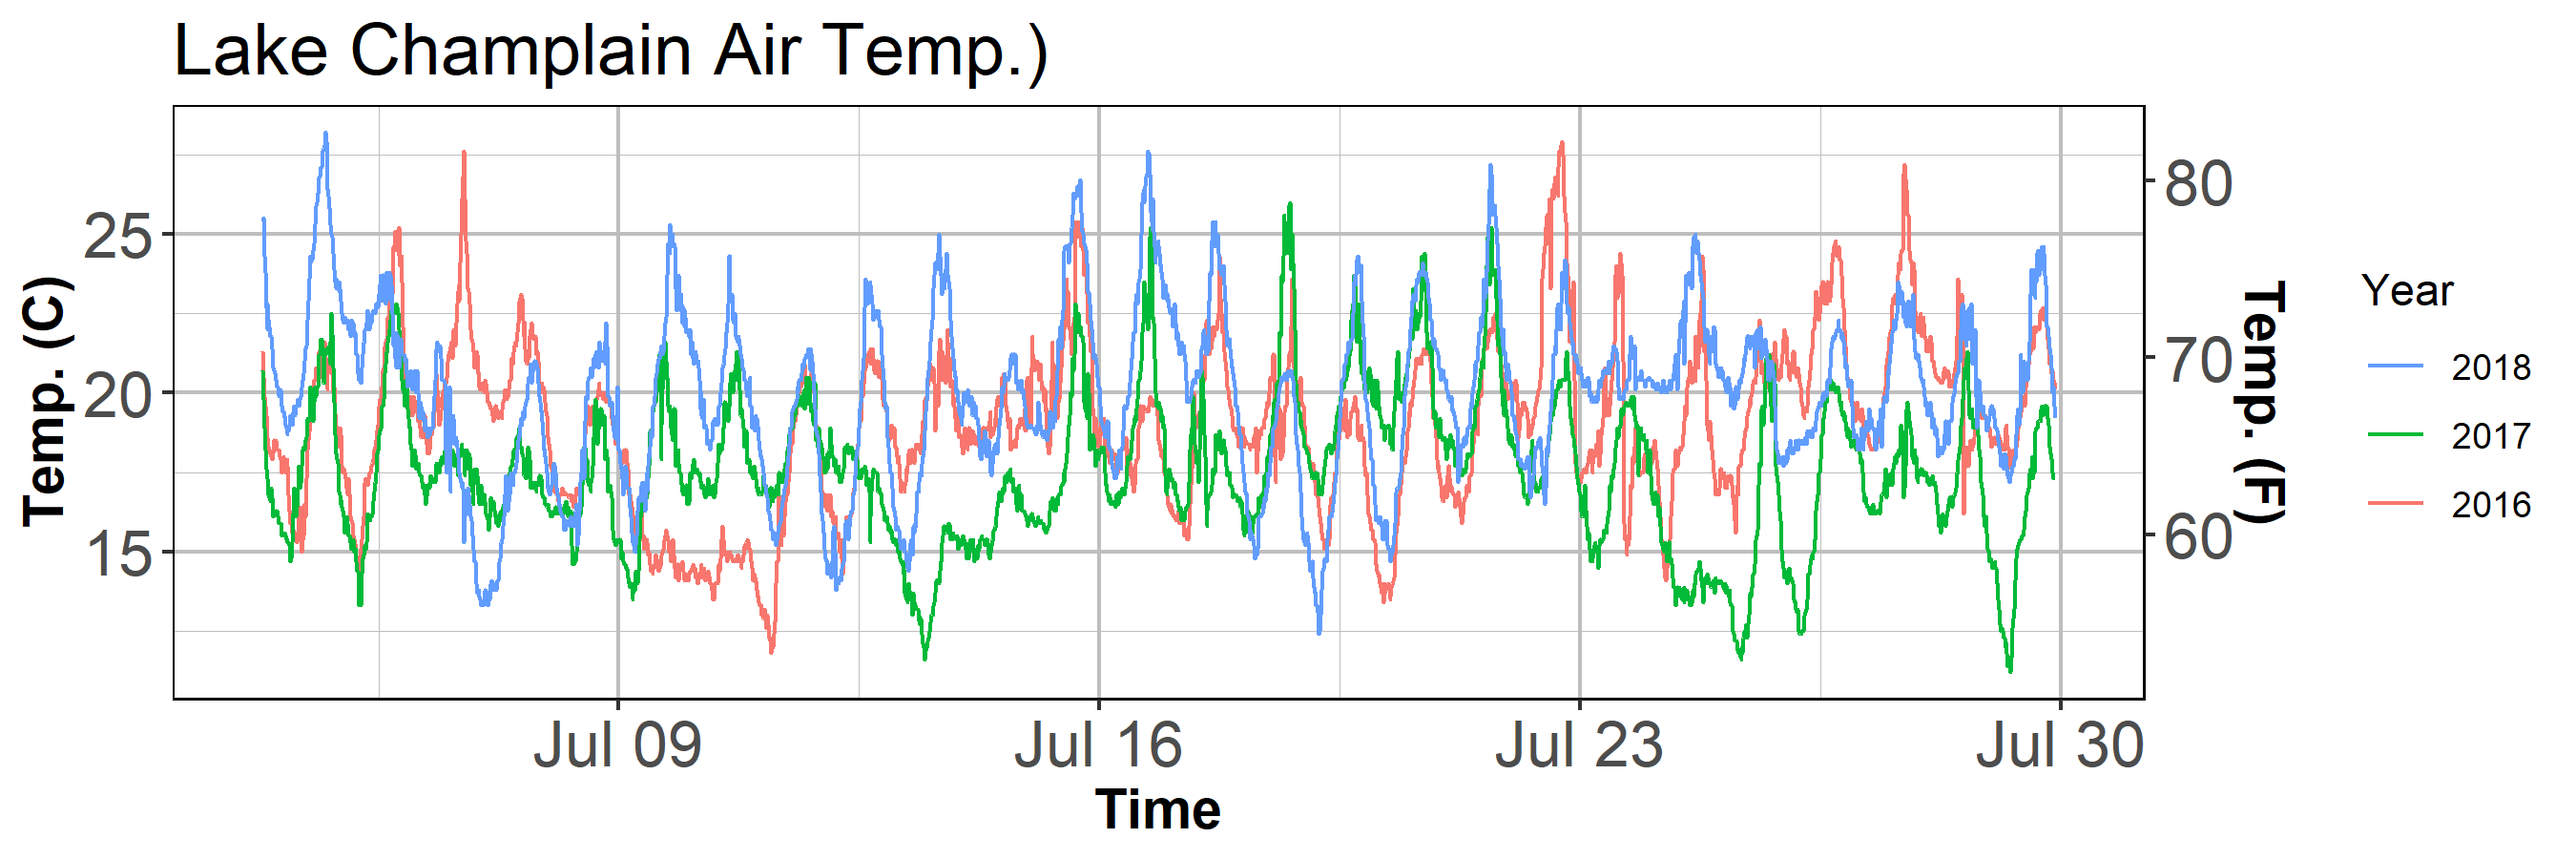 Lake Champlain Air Temp.)
Temp. (C)
25
20
15
80
70
60
Temp. (F)
Jul 09
Jul 16
Jul 23
Jul 30
Time
Year
2018
2017
2016